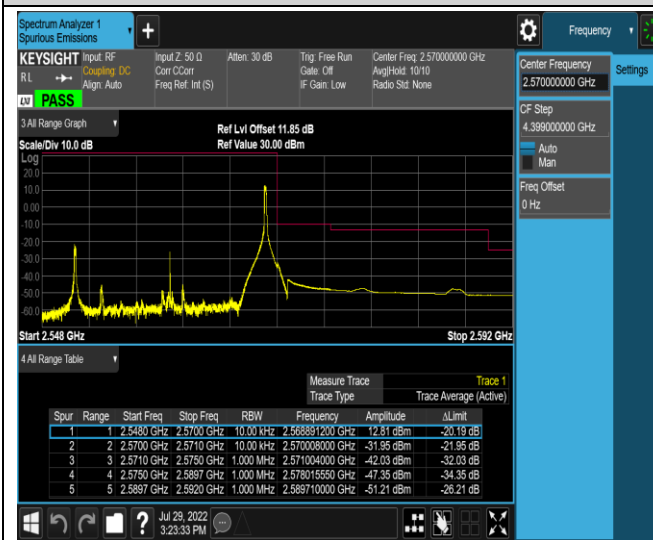 Spectrum Analyzer 1
Spurious Emissions
Frequency
KEYSIGHT
Input: RF
Input Z: 50 Ω
Atten: 30 dB
Trig: Free Run
Center Freq: 2.570000000 GHz
RL
Coupling: DC
Corr CCorr
Gate: Off
Avg|Hold: 10/10
Align: Auto
Freq Ref: Int (S)
IF Gain: Low
Radio Std: None
PASS
Center Frequency
2.570000000 GHz
Settings
CF Step
4.399000000 GHz
Auto
Man
Freq Offset
0 Hz
3 All Range Graph
Ref Lvl Offset 11.85 dB
Scale/Div 10.0 dB
Ref Value 30.00 dBm
Log
20.0
10.0
0.00
-10.0
-20.0
-30.0
-40.0
-50.0
-60.0
Start 2.548 GHz
Stop 2.592 GHz
4 All Range Table
Measure Trace Trace 1
Trace Type Trace Average (Active)
Spur Range Start Freq Stop Freq RBW Frequency Amplitude ΔLimit
1 1 2.5480 GHz 2.5700 GHz 10.00 kHz 2.568891200 GHz 12.81 dBm -20.19 dB
2 2 2.5700 GHz 2.5710 GHz 10.00 kHz 2.570008000 GHz -31.95 dBm -21.95 dB
3 3 2.5710 GHz 2.5750 GHz 1.000 MHz 2.571004000 GHz -42.03 dBm -32.03 dB
4 4 2.5750 GHz 2.5897 GHz 1.000 MHz 2.578015550 GHz -47.35 dBm -34.35 dB
5 5 2.5897 GHz 2.5920 GHz 1.000 MHz 2.589710000 GHz -51.21 dBm -26.21 dB
Jul 29, 2022
3:23:33 PM